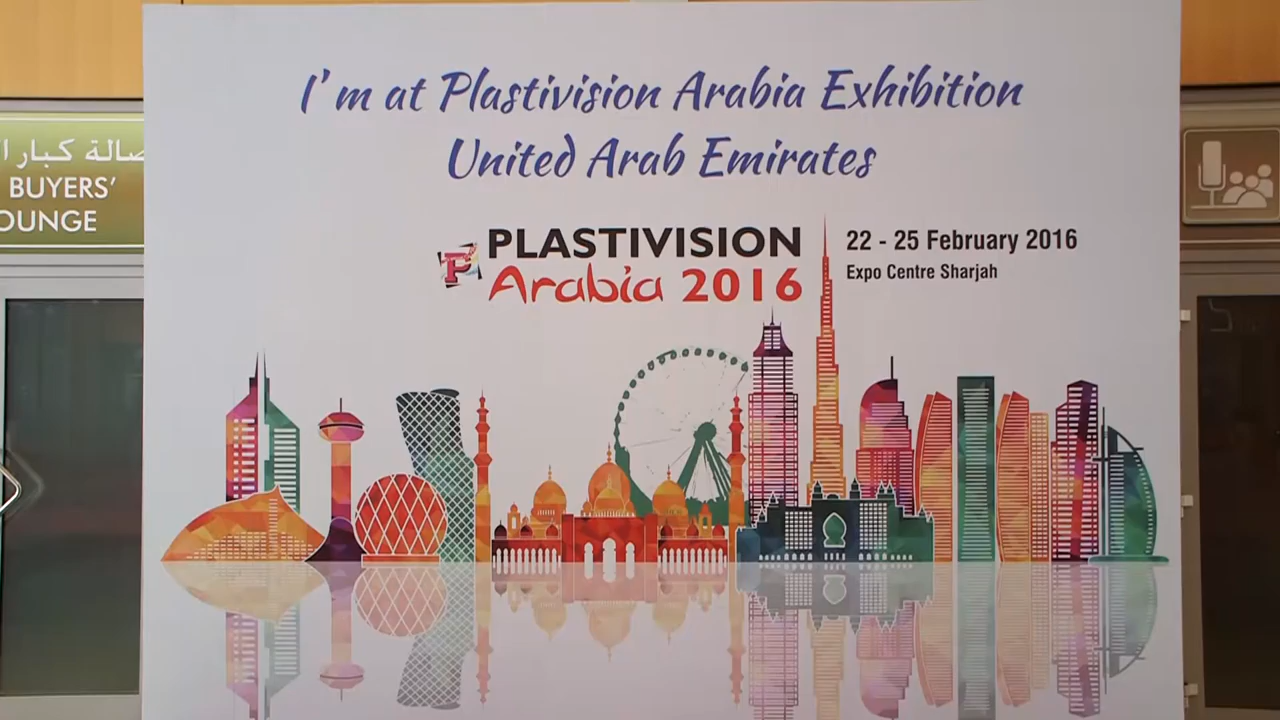 I'm at Plastivision Arabia Exhibition
United Arab Emirates
PLASTIVISION
Arabia 2016
22 - 25 February 2016
Expo Centre Sharjah
صالة كبار
BUYERS'